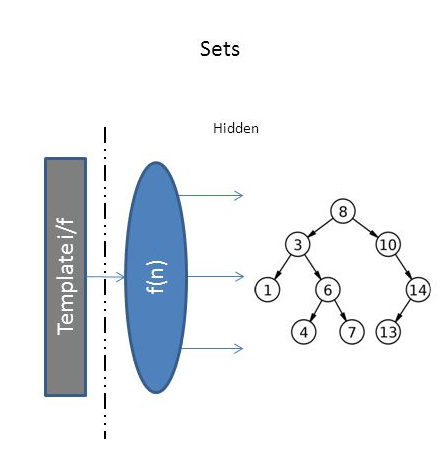 Sets
Hidden
Template i/f
f(n)
8
3
10
1
6
14
4
7
13